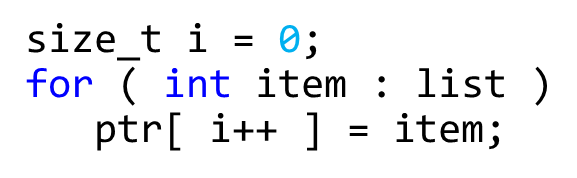 size_t i = 0;
for ( int item : list )
ptr[ i++ ] = item;